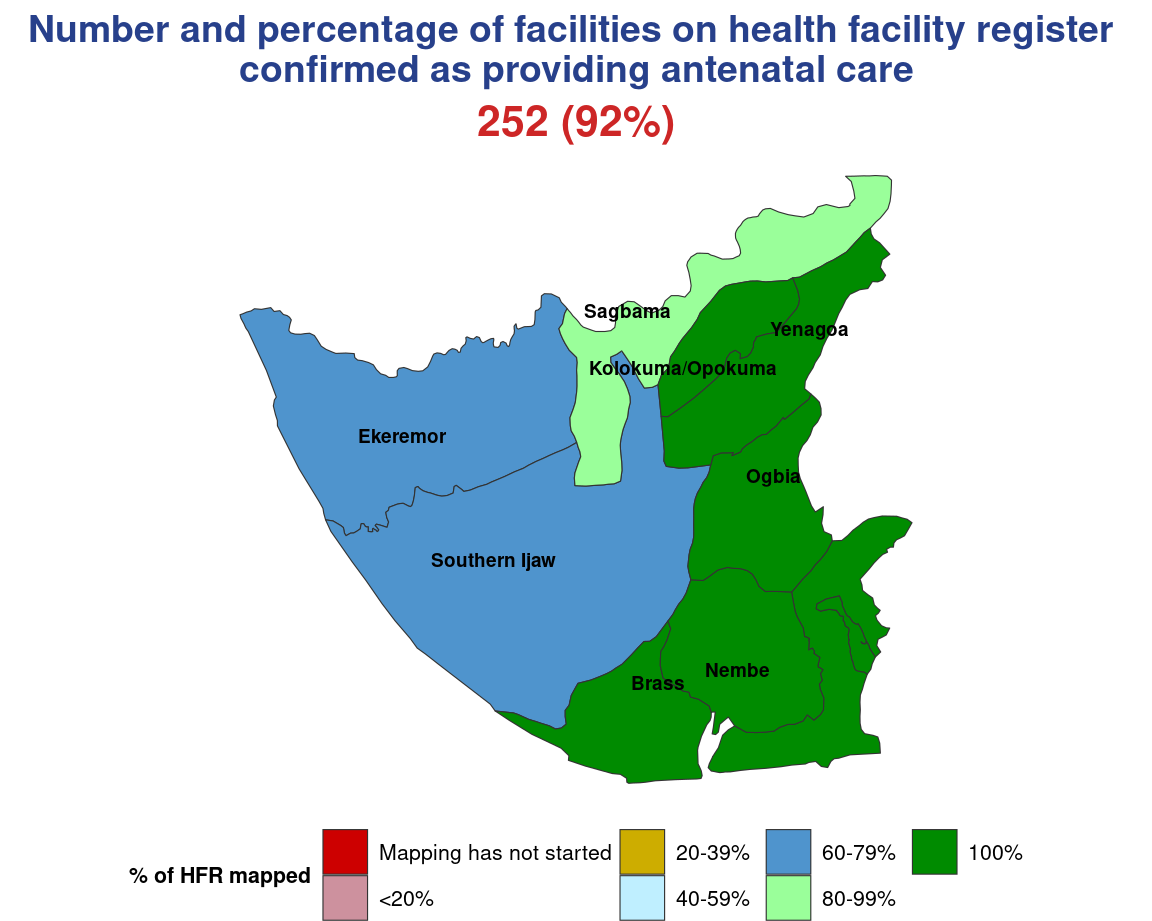 Number and percentage of facilities on health facility register
confirmed as providing antenatal care
252 (92%)
Sagbama
Yenagoa
Kolokuma/Opokuma
Ekeremor
Ogbia
Southern Ijaw
Nembe
Brass
% of HFR mapped
Mapping has not started
<20%
20-39%
40-59%
60-79%
80-99%
100%